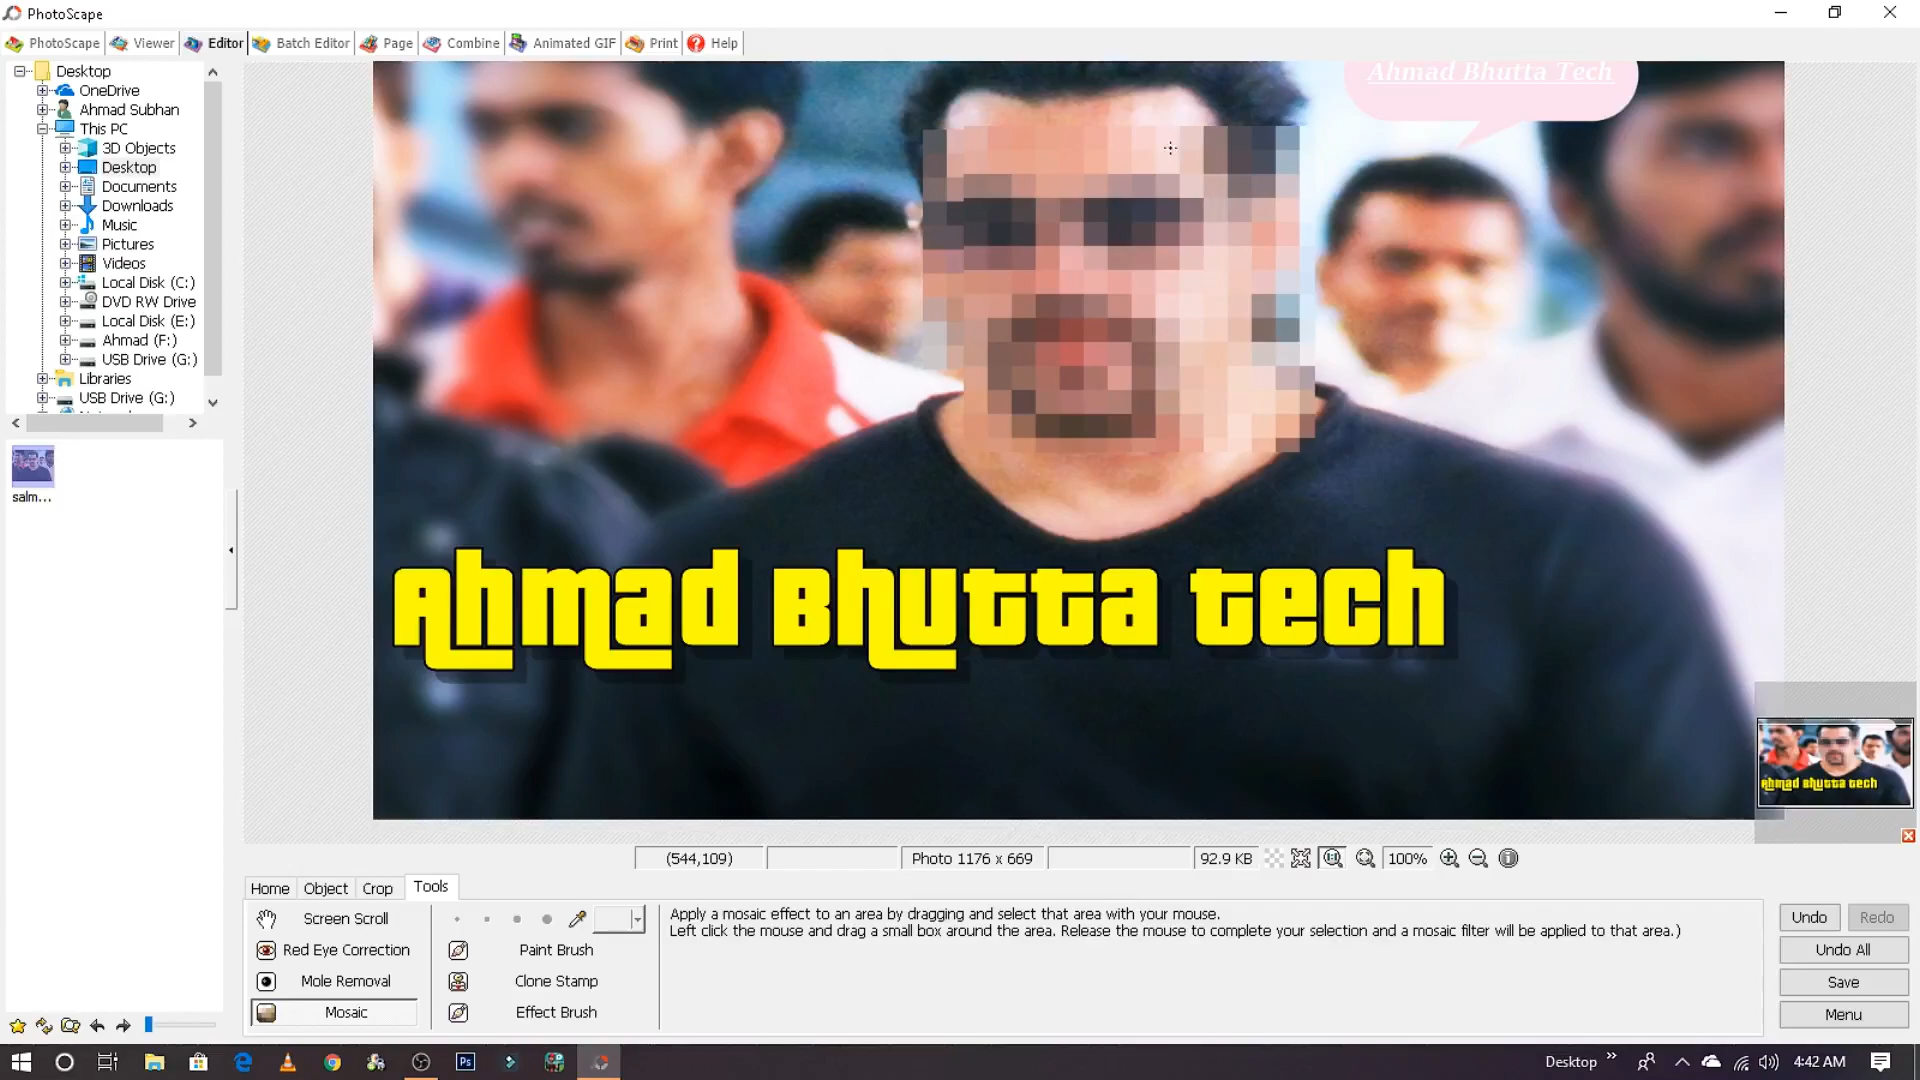 PhotoScape
PhotoScape Viewer Editor Batch Editor Page Combine Animated GIF Print Help
Desktop
OneDrive
Ahmad Subhan
This PC
3D Objects
Desktop
Documents
Downloads
Music
Pictures
Videos
Local Disk (C:)
DVD RW Drive
Local Disk (E:)
Ahmad (F:)
USB Drive (G:)
Libraries
USB Drive (G:)
salm...
Ahmad Bhutta Tech
Ahmad Bhutta tech
Ahmad Bhutta tech
(544,109) Photo 1176 x 669 92.9 KB 100%
Home Object Crop Tools
Screen Scroll
Red Eye Correction
Mole Removal
Mosaic
Paint Brush
Clone Stamp
Effect Brush
Apply a mosaic effect to an area by dragging and select that area with your mouse.
Left click the mouse and drag a small box around the area. Release the mouse to complete your selection and a mosaic filter will be applied to that area.)
Undo Redo
Undo All
Save
Menu
Ps
Desktop 4:42 AM